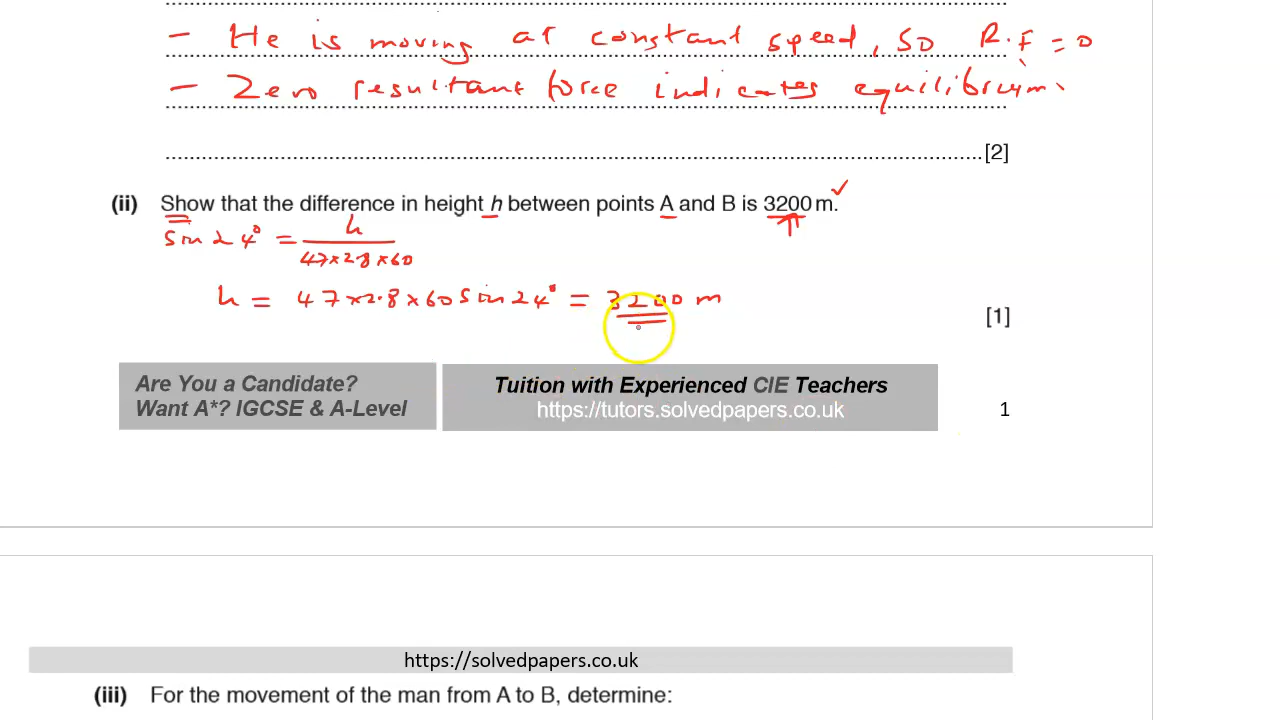 - He is moving at constant speed, so R.F = 0
- Zero resultant force indicates equilibrium.
[2]
(ii) Show that the difference in height h between points A and B is 3200 m. ✓
sin 24° = h / 47×2.8×60
h = 47×2.8×60 sin 24° = 3200 m
[1]
Are You a Candidate?
Want A*? IGCSE & A-Level
Tuition with Experienced CIE Teachers
https://tutors.solvedpapers.co.uk
1
https://solvedpapers.co.uk
(iii) For the movement of the man from A to B, determine: